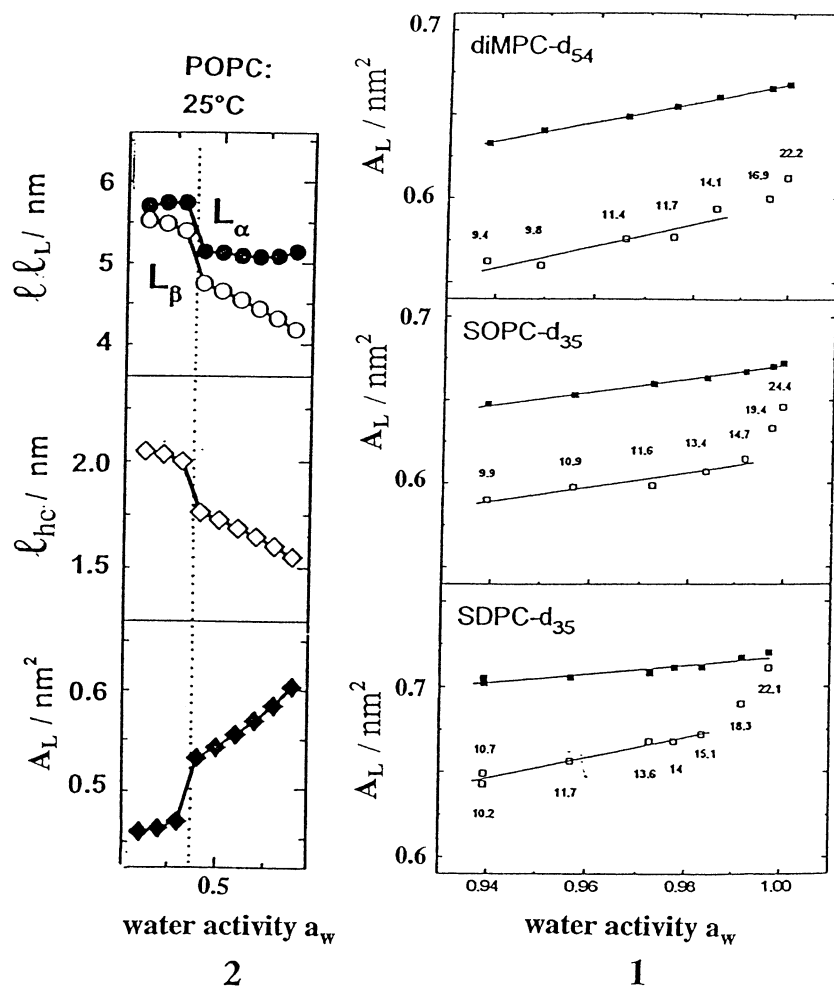 POPC:
25°C
ℓ ℓL / nm
6
5
4
Lα
Lβ
ℓhc / nm
2.0
1.5
AL / nm²
0.6
0.5
0.5
water activity aw
2
0.7
diMPC-d54
AL / nm²
0.6
9.4
9.8
11.4
11.7
14.1
16.9
22.2
0.7
SOPC-d35
AL / nm²
0.6
9.9
10.9
11.6
13.4
14.7
19.4
24.4
SDPC-d35
AL / nm²
0.7
0.6
10.7
10.2
11.7
13.6
14
15.1
18.3
22.1
0.94
0.96
0.98
1.00
water activity aw
1